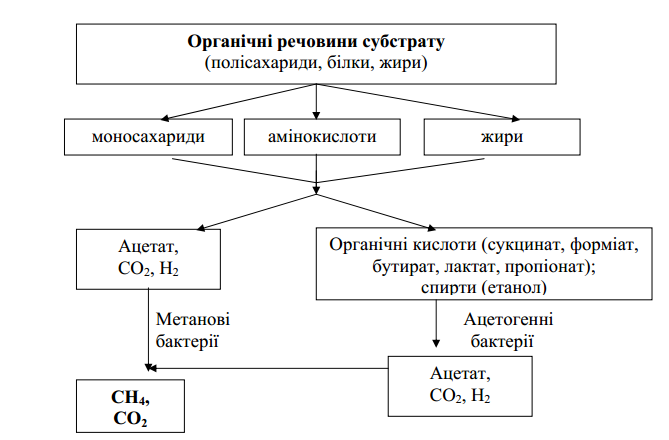 Органічні речовини субстрату
(полісахариди, білки, жири)
моносахариди
амінокислоти
жири
Ацетат,
CO₂, H₂
Органічні кислоти (сукцинат, форміат,
бутират, лактат, пропіонат);
спирти (етанол)
Метанові
бактерії
Ацетогенні
бактерії
CH₄,
CO₂
Ацетат,
CO₂, H₂